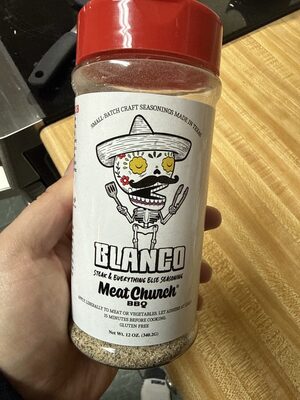 SMALL-BATCH CRAFT SEASONINGS MADE IN TEXAS
BLANCO
STEAK & EVERYTHING ELSE SEASONING
Meat Church®
BBQ
APPLY LIBERALLY TO MEAT OR VEGETABLES. LET ADHERE AT LEAST
15 MINUTES BEFORE COOKING.
GLUTEN FREE
Net Wt. 12 OZ. (340.2G)